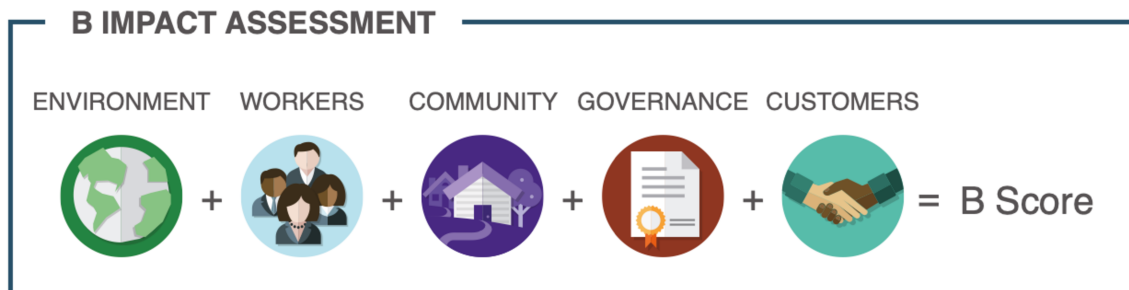 B IMPACT ASSESSMENT
ENVIRONMENT WORKERS COMMUNITY GOVERNANCE CUSTOMERS
+ + + + = B Score